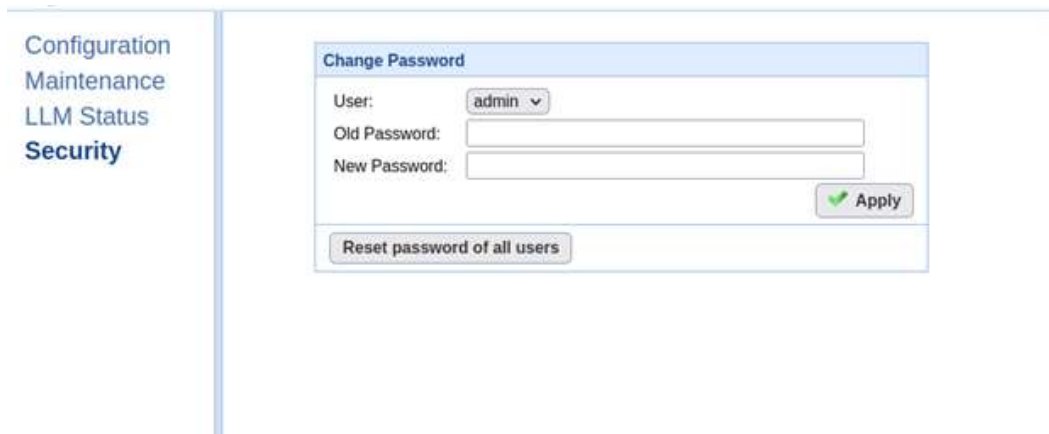 Configuration
Maintenance
LLM Status
Security
Change Password
User: admin
Old Password:
New Password:
Apply
Reset password of all users